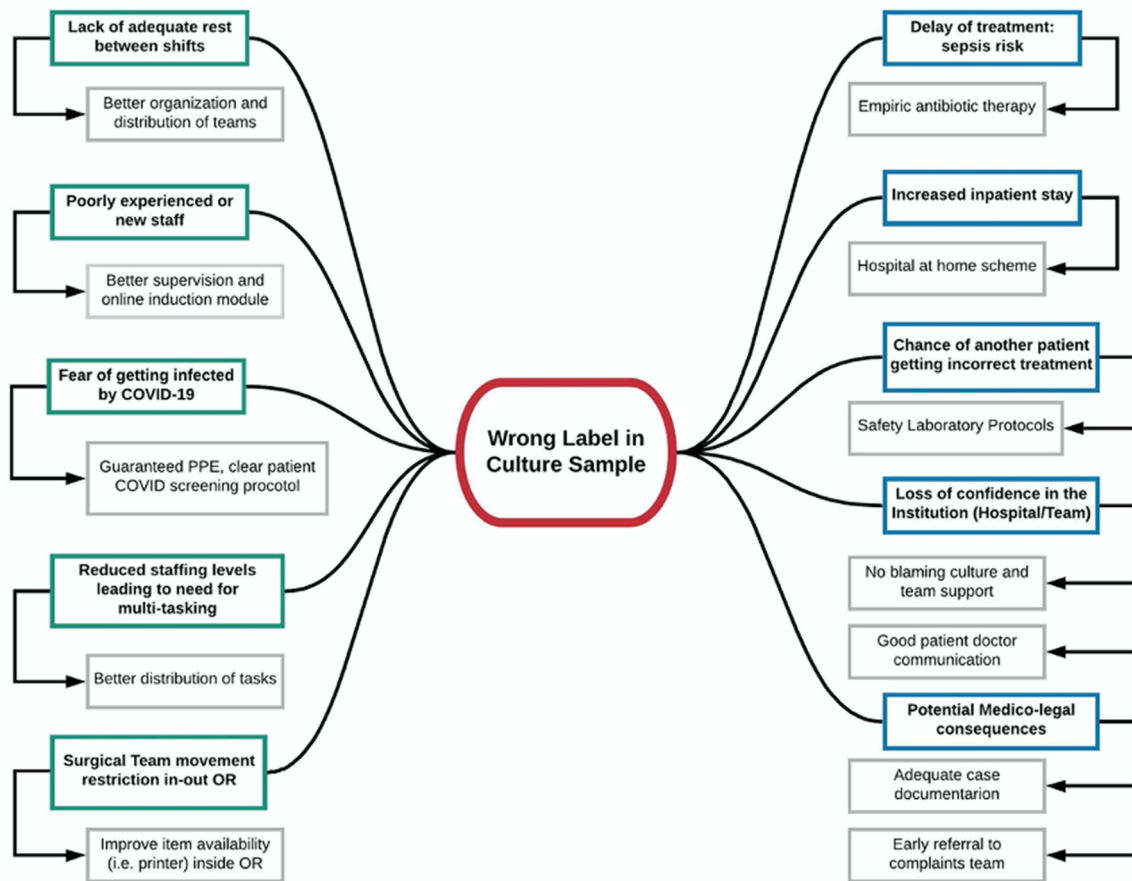 Lack of adequate rest
between shifts
Better organization and
distribution of teams
Poorly experienced or
new staff
Better supervision and
online induction module
Fear of getting infected
by COVID-19
Guaranteed PPE, clear patient
COVID screening procotol
Reduced staffing levels
leading to need for
multi-tasking
Better distribution of tasks
Surgical Team movement
restriction in-out OR
Improve item availability
(i.e. printer) inside OR
Wrong Label in
Culture Sample
Delay of treatment:
sepsis risk
Empiric antibiotic therapy
Increased inpatient stay
Hospital at home scheme
Chance of another patient
getting incorrect treatment
Safety Laboratory Protocols
Loss of confidence in the
Institution (Hospital/Team)
No blaming culture and
team support
Good patient doctor
communication
Potential Medico-legal
consequences
Adequate case
documentarion
Early referral to
complaints team